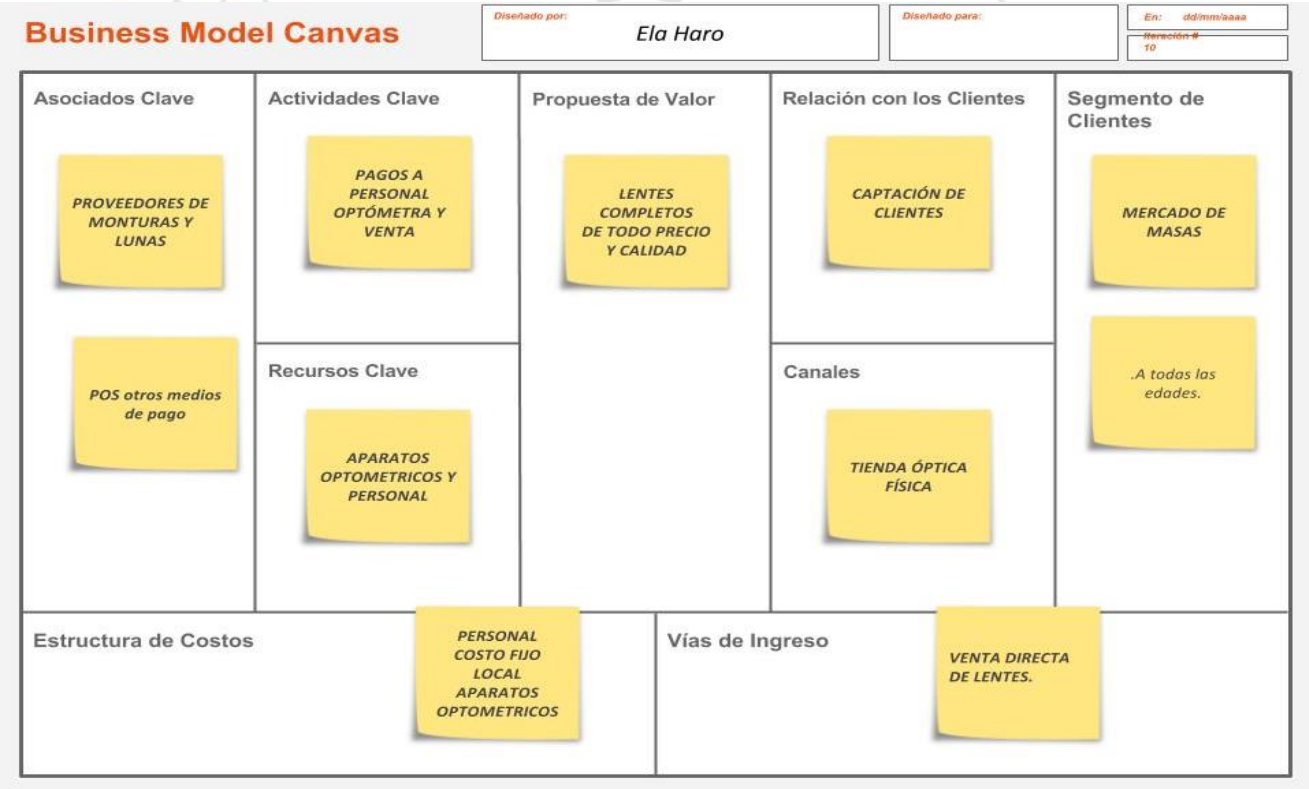 Business Model Canvas
Diseñado por:
Ela Haro
Diseñado para:
En: dd/mm/aaaa
Iteración #
10
Asociados Clave
PROVEEDORES DE
MONTURAS Y
LUNAS
POS otros medios
de pago
Actividades Clave
PAGOS A
PERSONAL
OPTÓMETRA Y
VENTA
Recursos Clave
APARATOS
OPTOMETRICOS Y
PERSONAL
Propuesta de Valor
LENTES
COMPLETOS
DE TODO PRECIO
Y CALIDAD
Relación con los Clientes
CAPTACIÓN DE
CLIENTES
Canales
TIENDA ÓPTICA
FÍSICA
Segmento de
Clientes
MERCADO DE
MASAS
.A todas las
edades.
Estructura de Costos
PERSONAL
COSTO FIJO
LOCAL
APARATOS
OPTOMETRICOS
Vías de Ingreso
VENTA DIRECTA
DE LENTES.